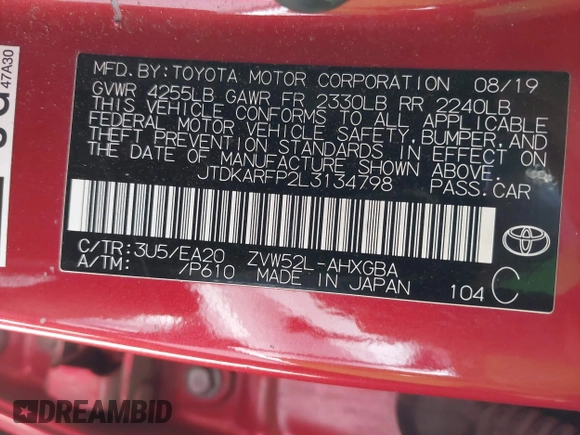 MFD. BY: TOYOTA MOTOR CORPORATION 08/19
GVWR 4255LB GAWR FR 2330LB RR 2240LB
THIS VEHICLE CONFORMS TO ALL APPLICABLE
FEDERAL MOTOR VEHICLE SAFETY, BUMPER, AND
THEFT PREVENTION STANDARDS IN EFFECT ON
THE DATE OF MANUFACTURE SHOWN ABOVE.
JTDKARFP2L3134798 PASS.CAR
C/TR: 3U5/EA20 ZVW52L-AHXGBA
A/TM: /P610 MADE IN JAPAN
104 C
TOYOTA
47A30
DREAMBID